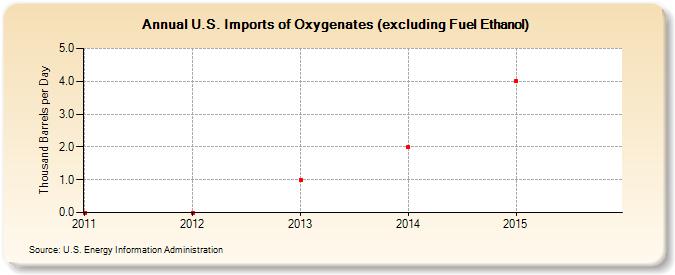 Annual U.S. Imports of Oxygenates (excluding Fuel Ethanol)
Thousand Barrels per Day
5.0
4.0
3.0
2.0
1.0
0.0
2011 2012 2013 2014 2015
Source: U.S. Energy Information Administration